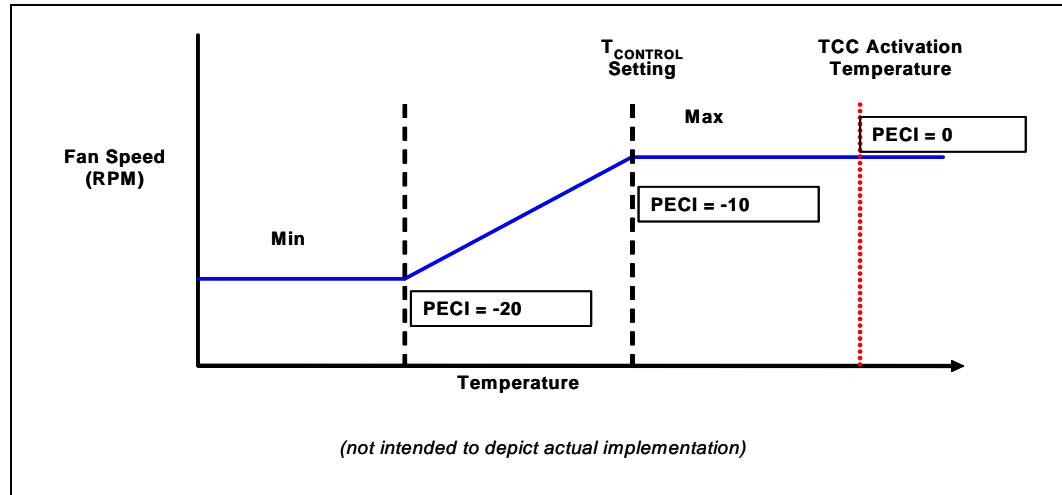 T_CONTROL
Setting
TCC Activation
Temperature
Max
PECI = 0
Fan Speed
(RPM)
PECI = -10
Min
PECI = -20
Temperature
(not intended to depict actual implementation)